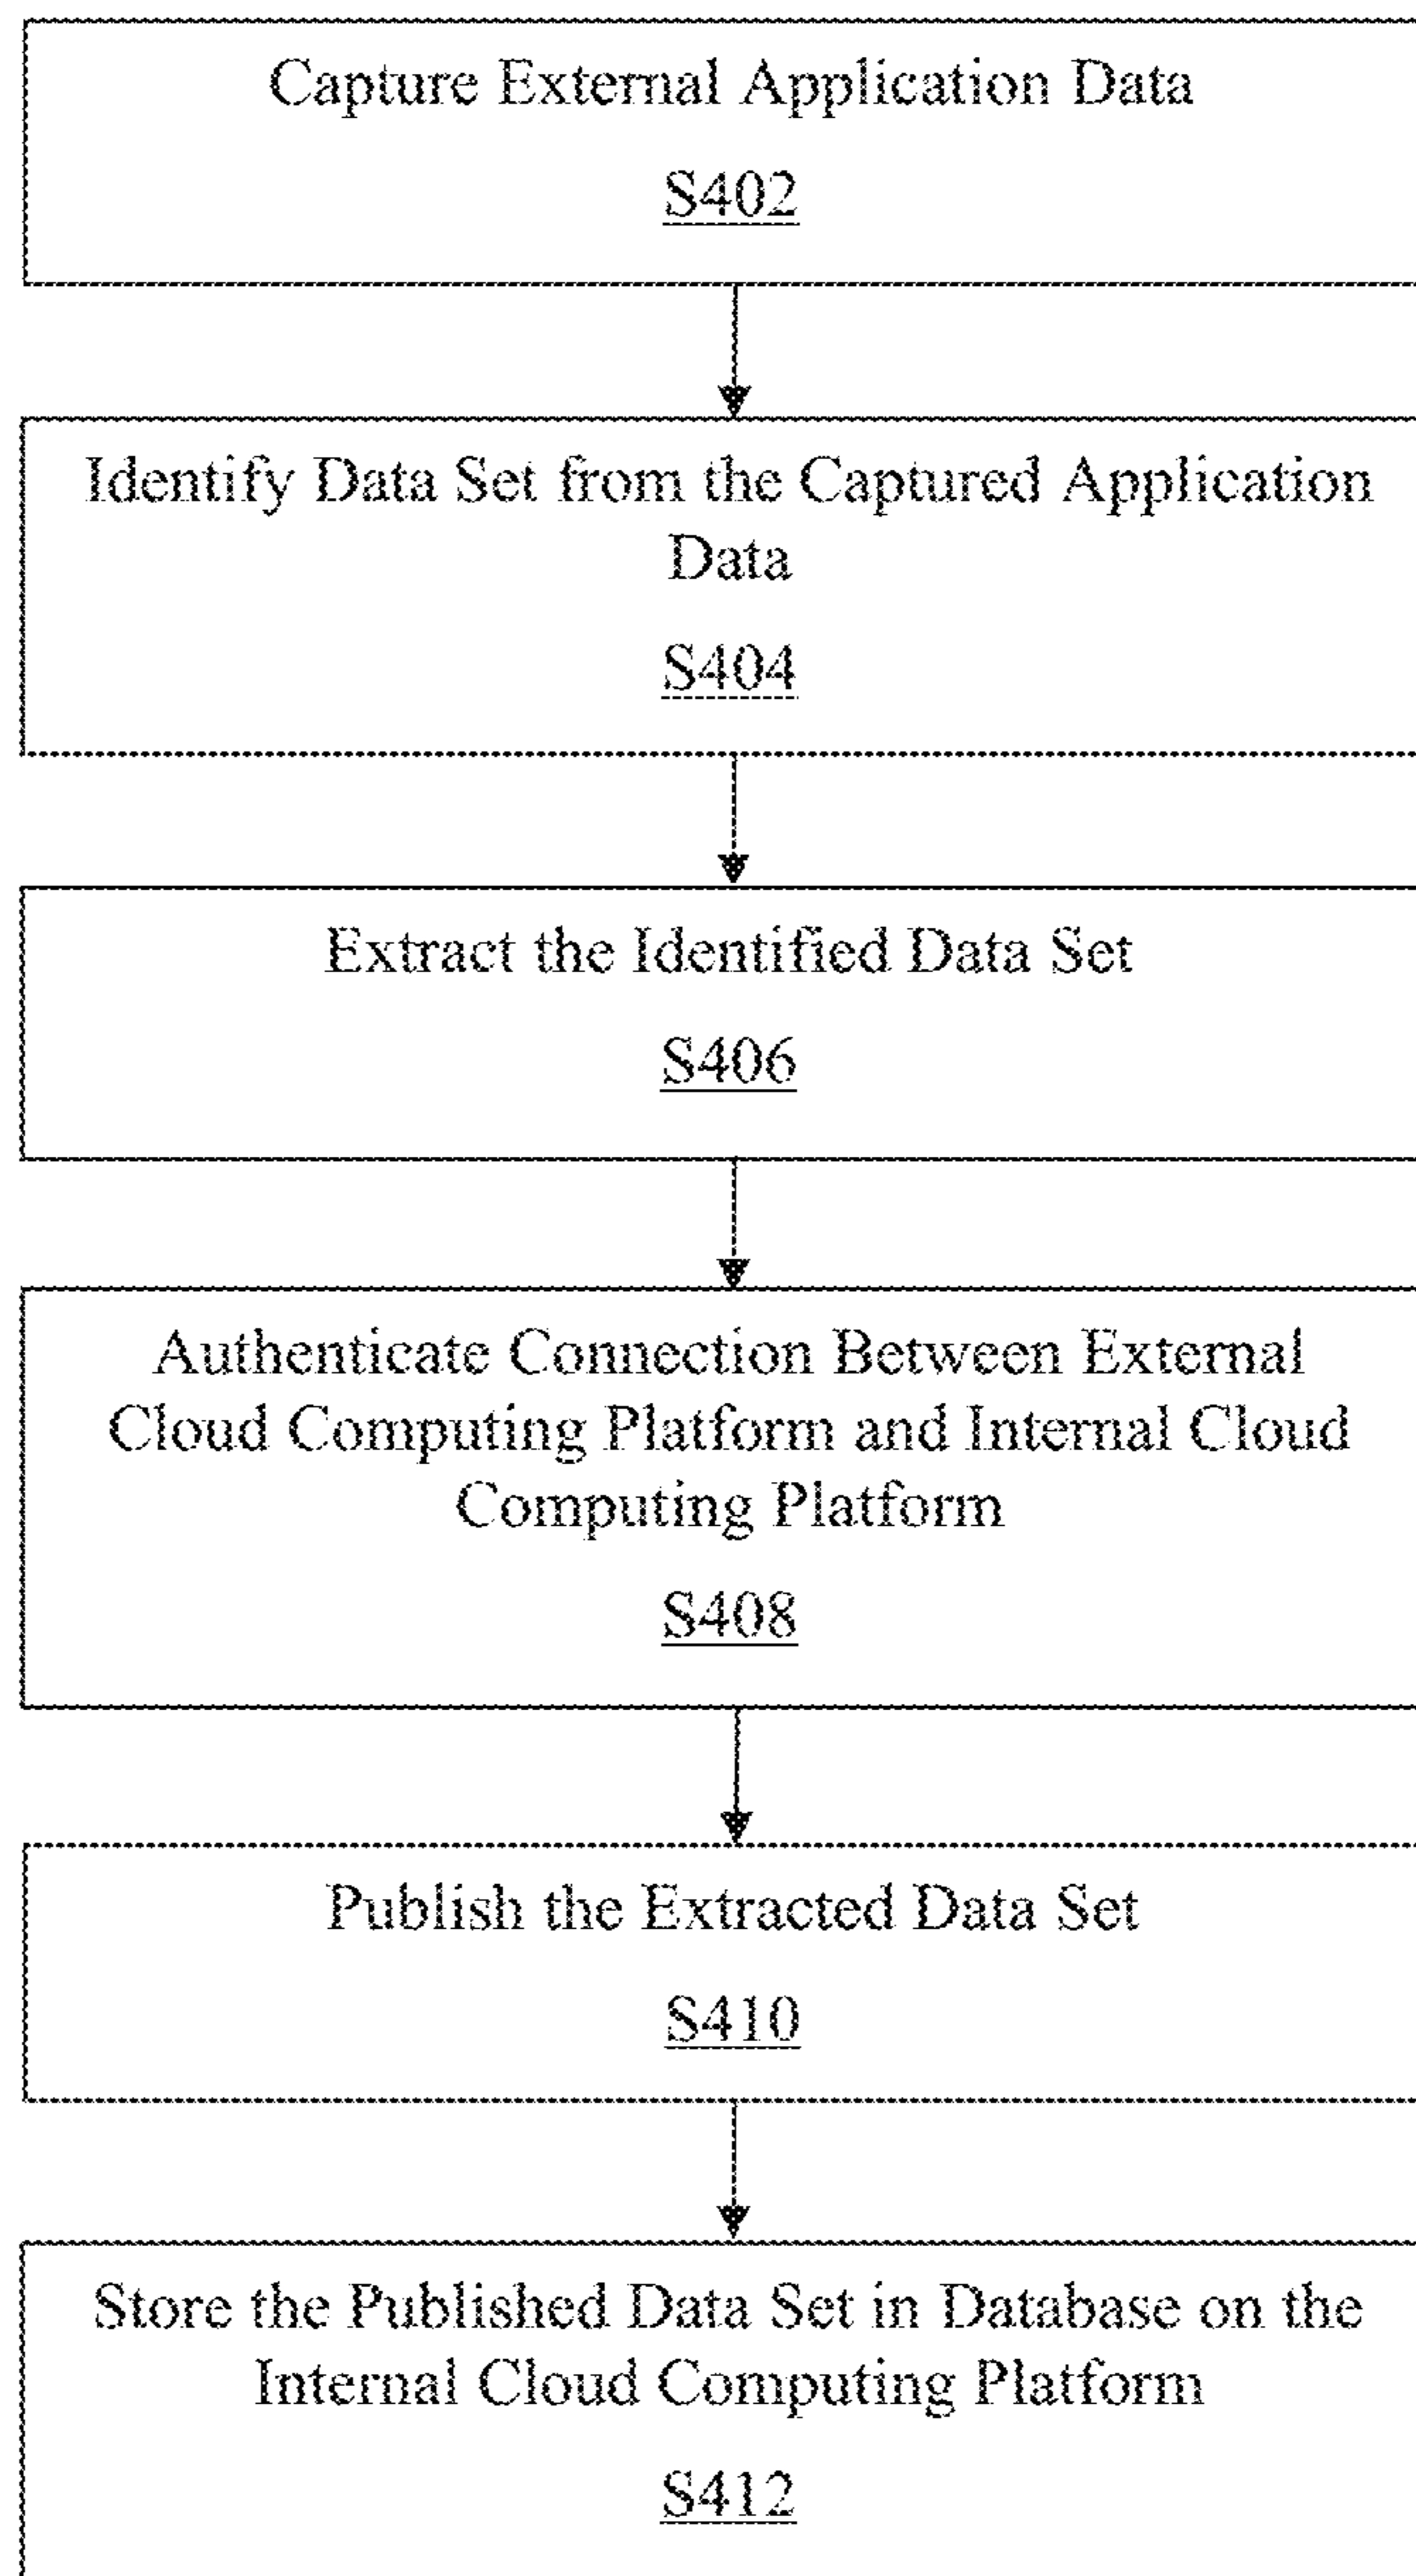 Capture External Application Data
S402
Identify Data Set from the Captured Application
Data
S404
Extract the Identified Data Set
S406
Authenticate Connection Between External
Cloud Computing Platform and Internal Cloud
Computing Platform
S408
Publish the Extracted Data Set
S410
Store the Published Data Set in Database on the
Internal Cloud Computing Platform
S412